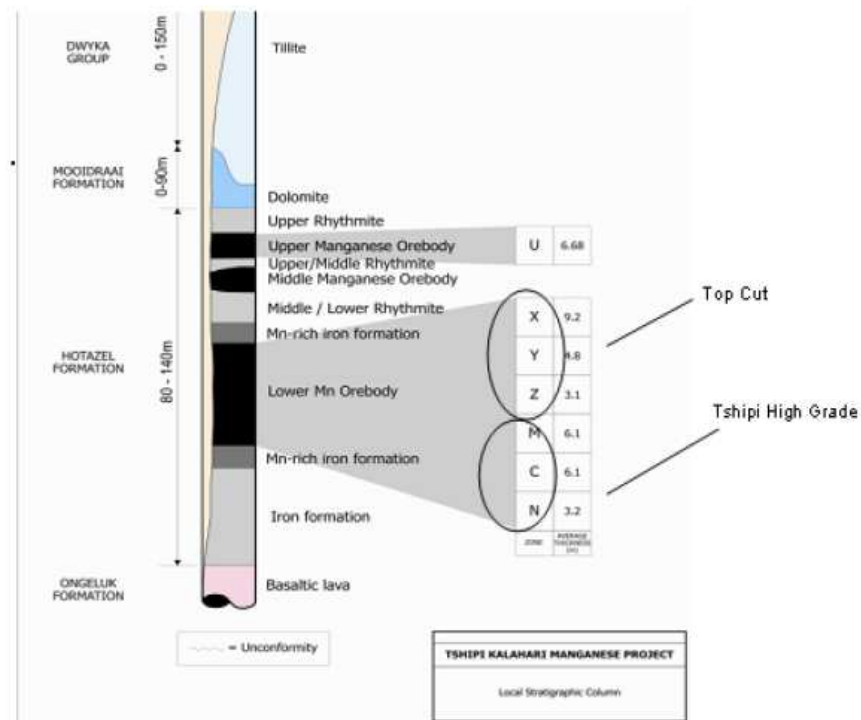 DWYKA
GROUP
0 - 150m
Tillite
MOOIDRAAI
FORMATION
0-90m
Dolomite
Upper Rhythmite
Upper Manganese Orebody
U 6.68
Upper/Middle Rhythmite
Middle Manganese Orebody
Top Cut
Middle / Lower Rhythmite
X 9.2
Mn-rich iron formation
Y 4.8
HOTAZEL
FORMATION
80 - 140m
Lower Mn Orebody
Z 3.1
Tshipi High Grade
M 6.1
Mn-rich iron formation
C 6.1
Iron formation
N 3.2
ZONE
AVERAGE
THICKNESS
(m)
ONGELUK
FORMATION
Basaltic lava
= Unconformity
TSHIPI KALAHARI MANGANESE PROJECT
Local Stratigraphic Column